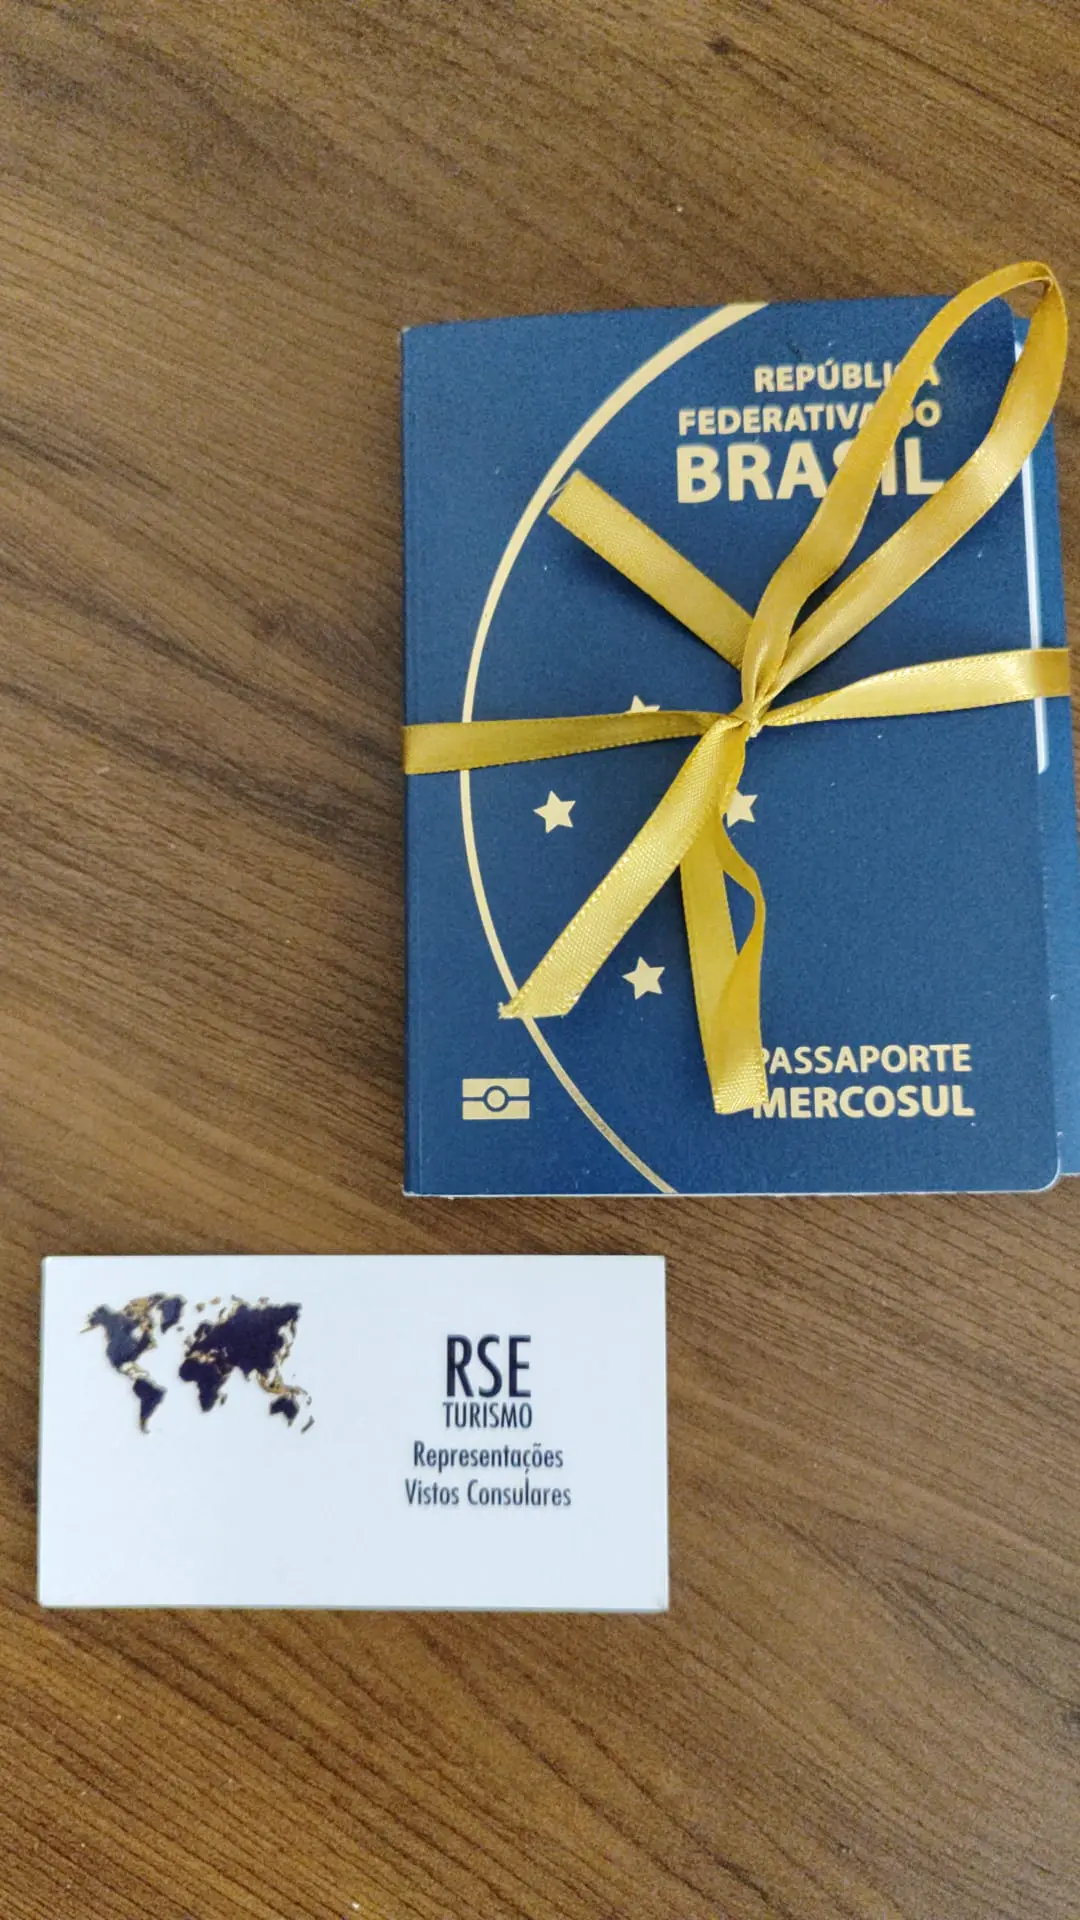 REPÚBLICA
FEDERATIVA DO
BRASIL
PASSAPORTE
MERCOSUL
RSE
TURISMO
Representações
Vistos Consulares